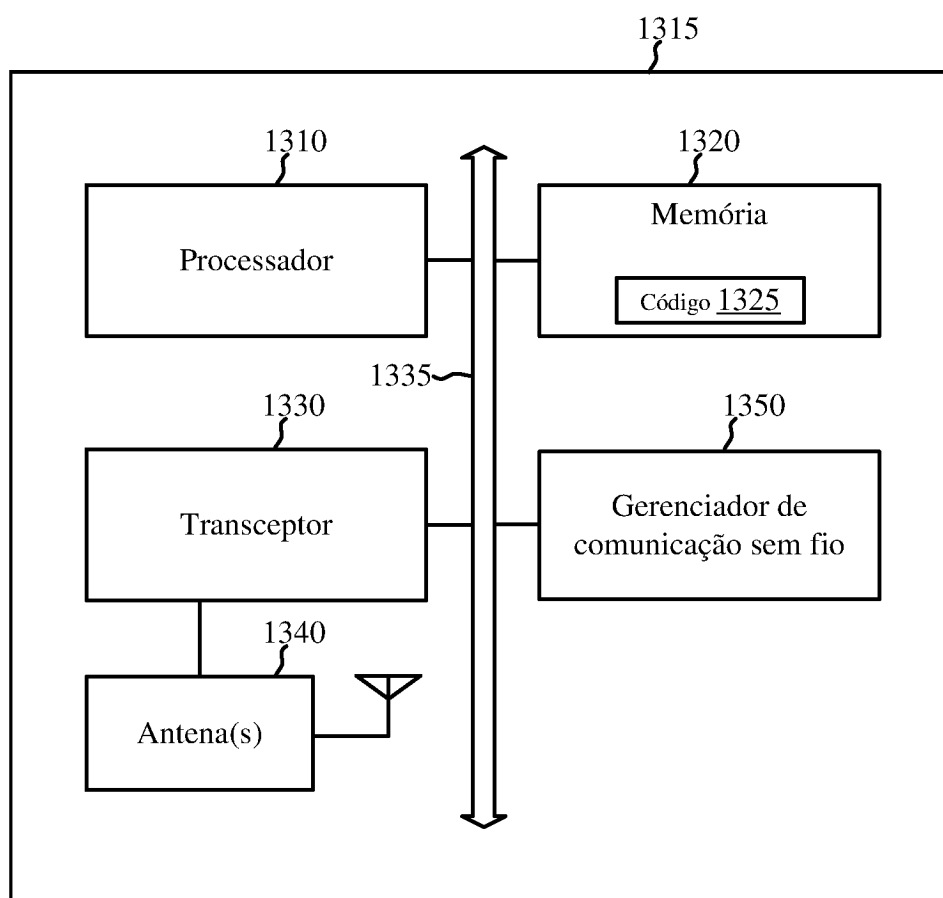 1315
1310
Processador
1320
Memória
Código 1325
1335
1330
Transceptor
1350
Gerenciador de
comunicação sem fio
1340
Antena(s)